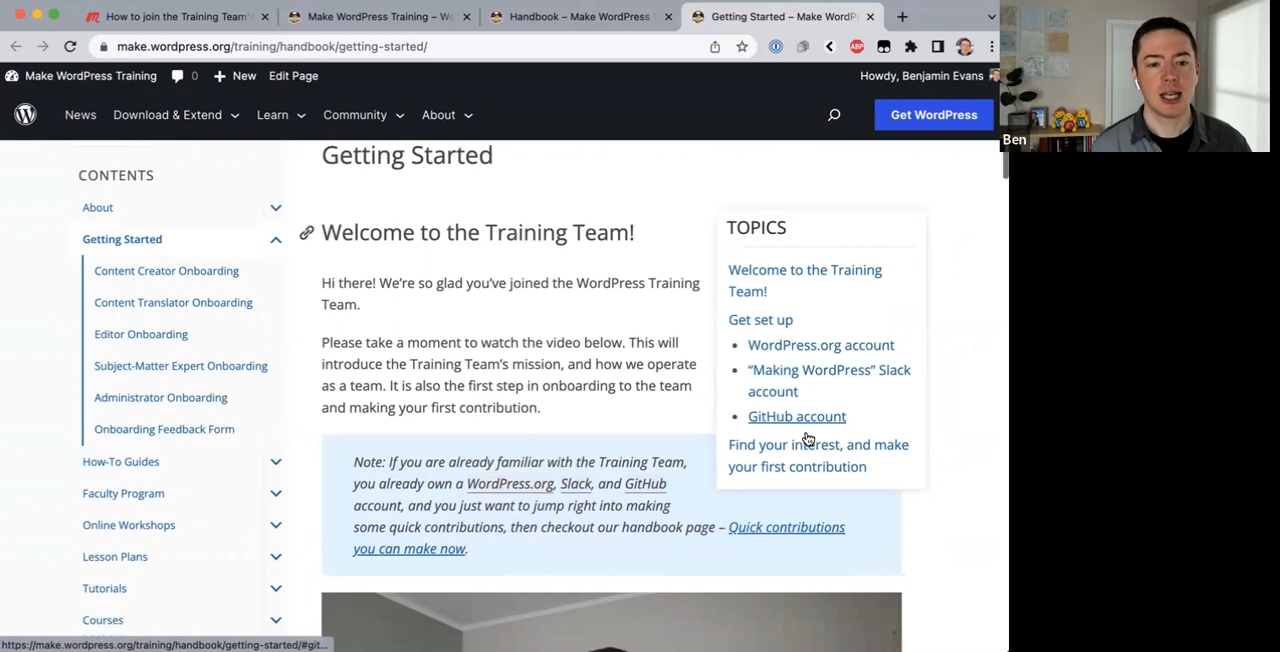 How to join the Training Team's
Make WordPress Training – Wo
Handbook – Make WordPress T
Getting Started – Make WordPr
make.wordpress.org/training/handbook/getting-started/
ABP
Make WordPress Training
0
New
Edit Page
Howdy, Benjamin Evans
News
Download & Extend
Learn
Community
About
Get WordPress
Ben
Getting Started
CONTENTS
About
Getting Started
Content Creator Onboarding
Content Translator Onboarding
Editor Onboarding
Subject-Matter Expert Onboarding
Administrator Onboarding
Onboarding Feedback Form
How-To Guides
Faculty Program
Online Workshops
Lesson Plans
Tutorials
Courses
Welcome to the Training Team!
Hi there! We're so glad you've joined the WordPress Training
Team.
Please take a moment to watch the video below. This will
introduce the Training Team's mission, and how we operate
as a team. It is also the first step in onboarding to the team
and making your first contribution.
Note: If you are already familiar with the Training Team,
you already own a WordPress.org, Slack, and GitHub
account, and you just want to jump right into making
some quick contributions, then checkout our handbook page – Quick contributions
you can make now.
TOPICS
Welcome to the Training
Team!
Get set up
WordPress.org account
“Making WordPress” Slack
account
GitHub account
Find your interest, and make
your first contribution
https://make.wordpress.org/training/handbook/getting-started/#git...